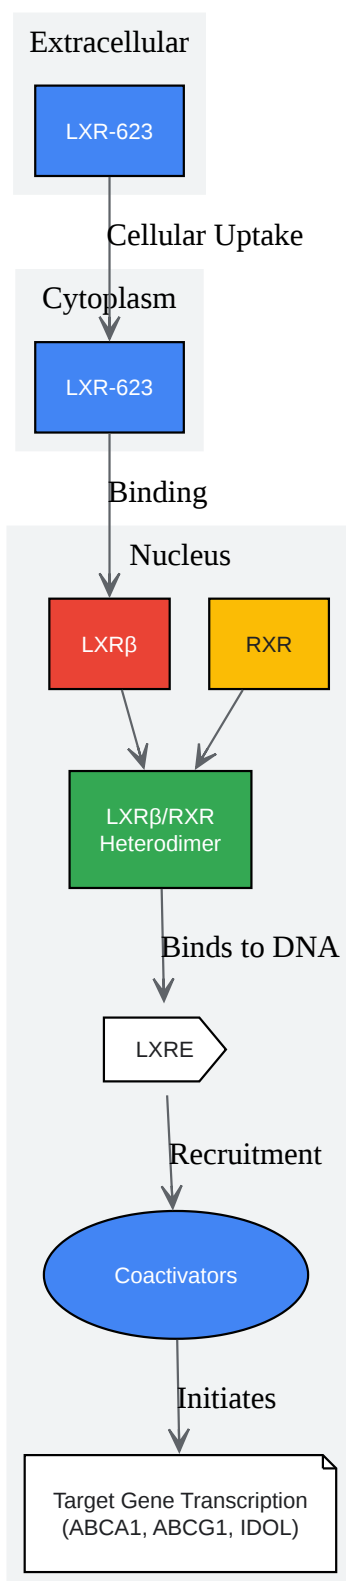 Extracellular
LXR-623
Cellular Uptake
Cytoplasm
LXR-623
Binding
Nucleus
LXRβ
RXR
LXRβ/RXR
Heterodimer
Binds to DNA
LXRE
Recruitment
Coactivators
Initiates
Target Gene Transcription
(ABCA1, ABCG1, IDOL)